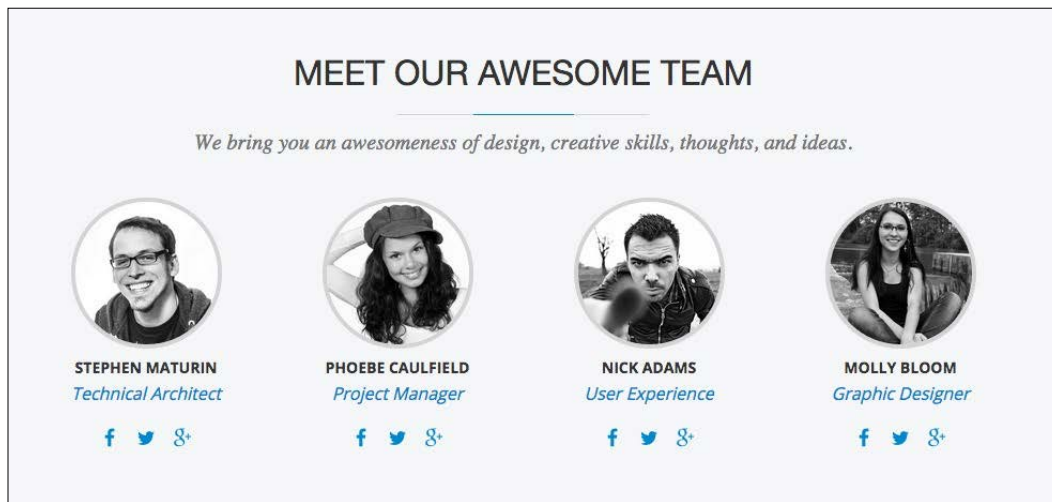 MEET OUR AWESOME TEAM
We bring you an awesomeness of design, creative skills, thoughts, and ideas.
STEPHEN MATURIN
Technical Architect
PHOEBE CAULFIELD
Project Manager
NICK ADAMS
User Experience
MOLLY BLOOM
Graphic Designer